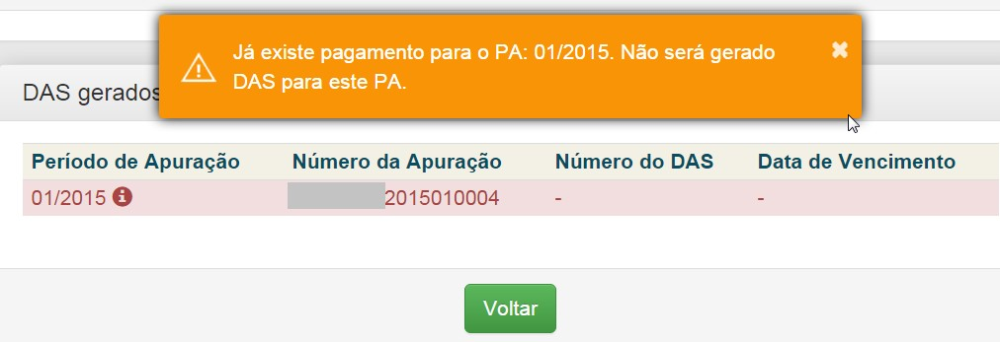 Já existe pagamento para o PA: 01/2015. Não será gerado
DAS para este PA.
DAS gerados
Período de Apuração Número da Apuração Número do DAS Data de Vencimento
01/2015 2015010004 - -
Voltar